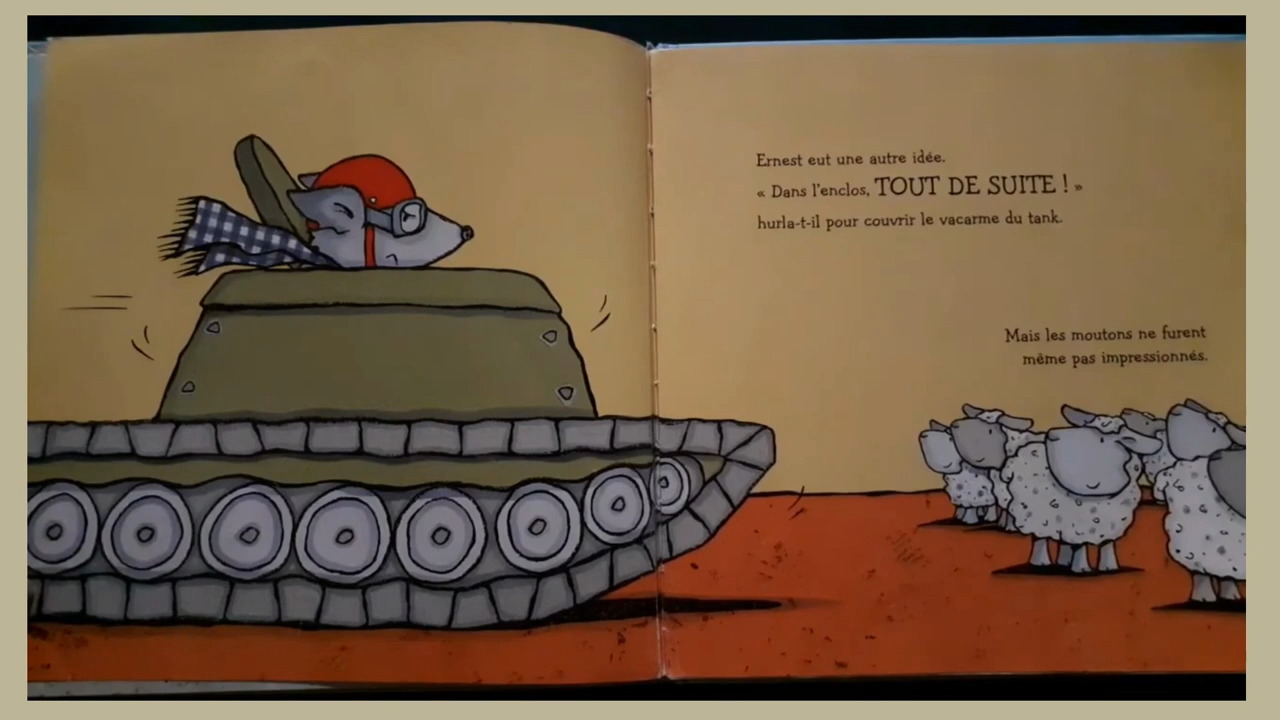 Ernest eut une autre idée.
« Dans l'enclos, TOUT DE SUITE ! »
hurla-t-il pour couvrir le vacarme du tank.
Mais les moutons ne furent
même pas impressionnés.